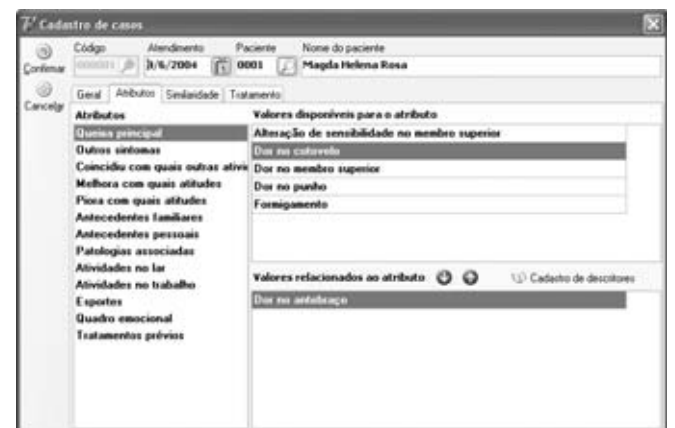 Cadastro de casos
Confirmar
Cancelar
Código Atendimento Paciente Nome do paciente
000001 3/6/2004 0001 Magda Helena Rosa
Geral Atributos Similaridade Tratamento
Atributos
Queixa principal
Outros sintomas
Coincidiu com quais outras ativi
Melhora com quais atitudes
Piora com quais atitudes
Antecedentes familiares
Antecedentes pessoais
Patologias associadas
Atividades no lar
Atividades no trabalho
Esportes
Quadro emocional
Tratamentos prévios
Valores disponíveis para o atributo
Alteração de sensibilidade no membro superior
Dor no cotovelo
Dor no membro superior
Dor no punho
Formigamento
Valores relacionados ao atributo Cadastro de descritores
Dor no antebraço